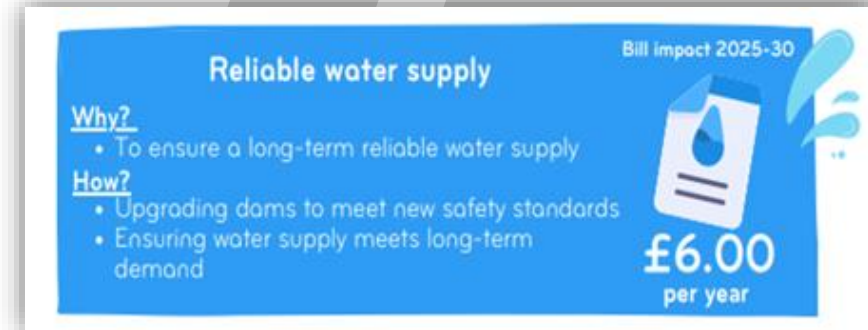 Reliable water supply
Bill impact 2025-30
Why?
• To ensure a long-term reliable water supply
How?
• Upgrading dams to meet new safety standards
• Ensuring water supply meets long-term
demand
£6.00
per year